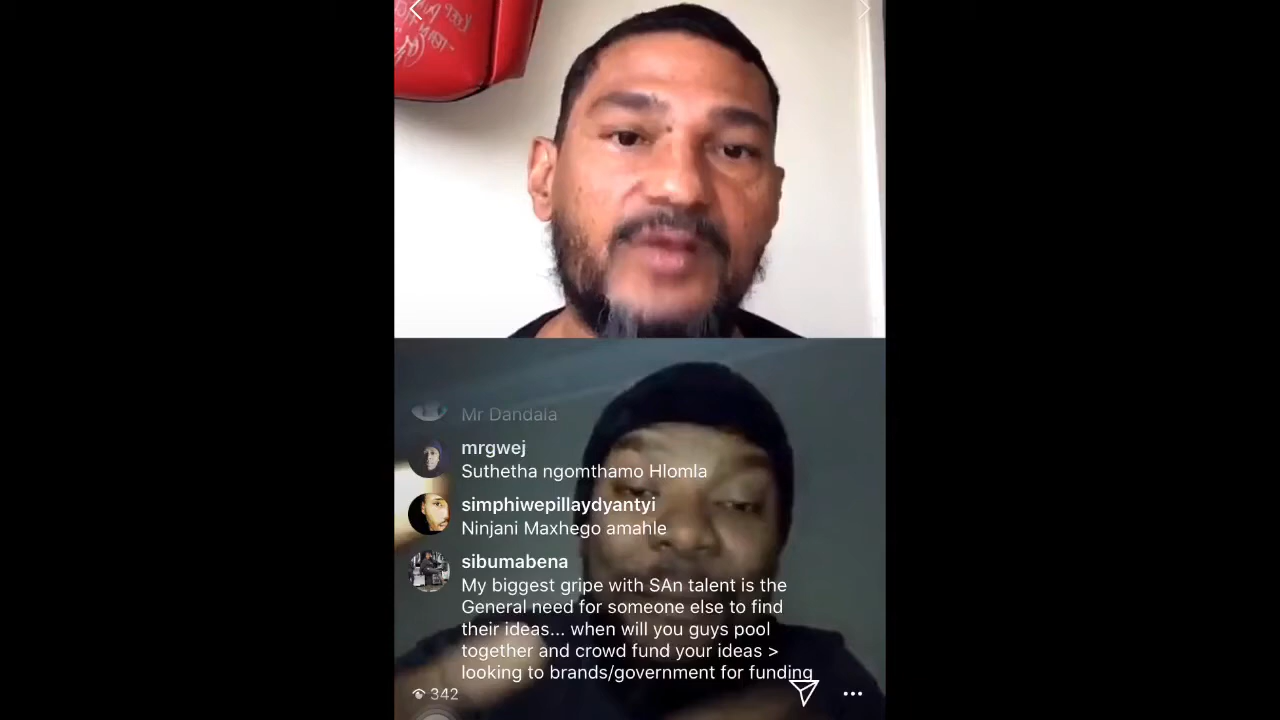 Mr Dandala
mrgwej
Suthetha ngomthamo Hlomla
simphiwepillaydyantyi
Ninjani Maxhego amahle
sibumabena
My biggest gripe with SAn talent is the
General need for someone else to find
their ideas... when will you guys pool
together and crowd fund your ideas >
looking to brands/government for funding
342